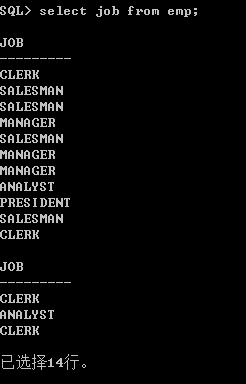 SQL> select job from emp;
JOB
---------
CLERK
SALESMAN
SALESMAN
MANAGER
SALESMAN
MANAGER
MANAGER
ANALYST
PRESIDENT
SALESMAN
CLERK
JOB
---------
CLERK
ANALYST
CLERK
已选择14行。